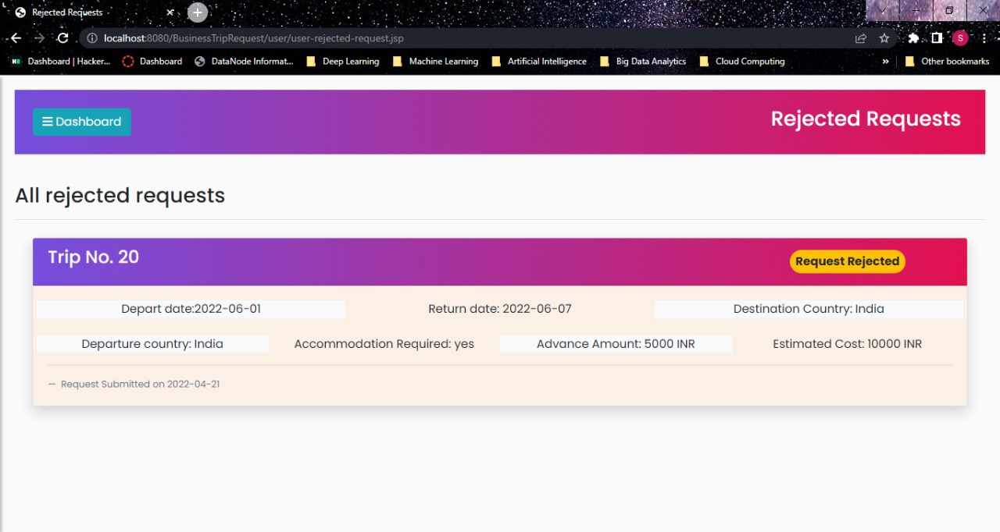 Rejected Requests
localhost:8080/BusinessTripRequest/user/user-rejected-request.jsp
S
Dashboard | Hacker... Dashboard DataNode Informat... Deep Learning Machine Learning Artificial Intelligence Big Data Analytics Cloud Computing » Other bookmarks
Dashboard Rejected Requests
All rejected requests
Trip No. 20 Request Rejected
Depart date:2022-06-01 Return date: 2022-06-07 Destination Country: India
Departure country: India Accommodation Required: yes Advance Amount: 5000 INR Estimated Cost: 10000 INR
— Request Submitted on 2022-04-21